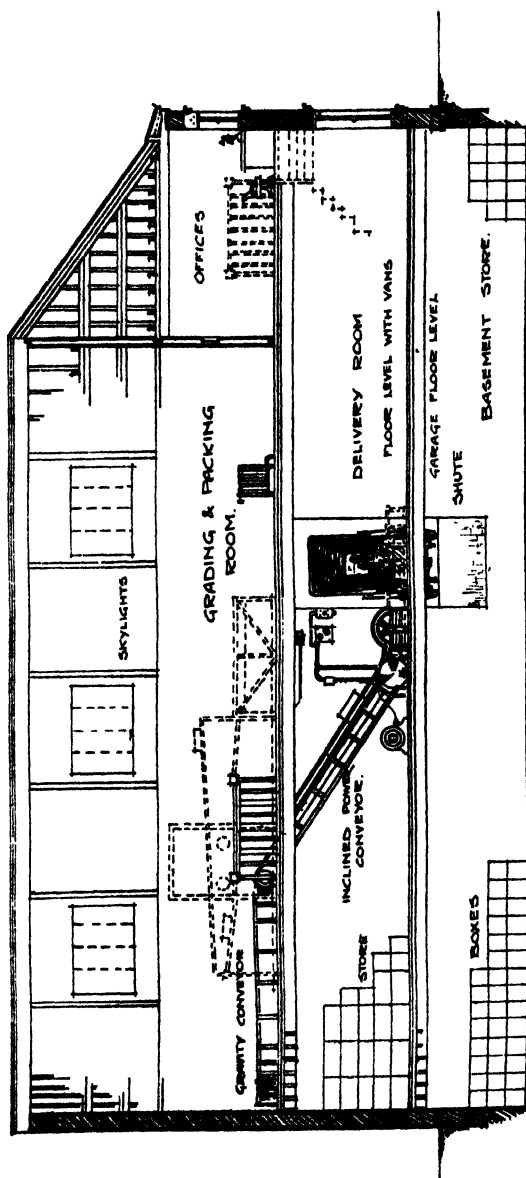 SKYLIGHTS
OFFICES
GRADING & PACKING
ROOM.
GRAVITY CONVEYOR
DELIVERY ROOM
FLOOR LEVEL WITH VANS
INCLINED POWER
CONVEYOR.
STORE
GARAGE FLOOR LEVEL
SHUTE
BASEMENT STORE.
BOXES